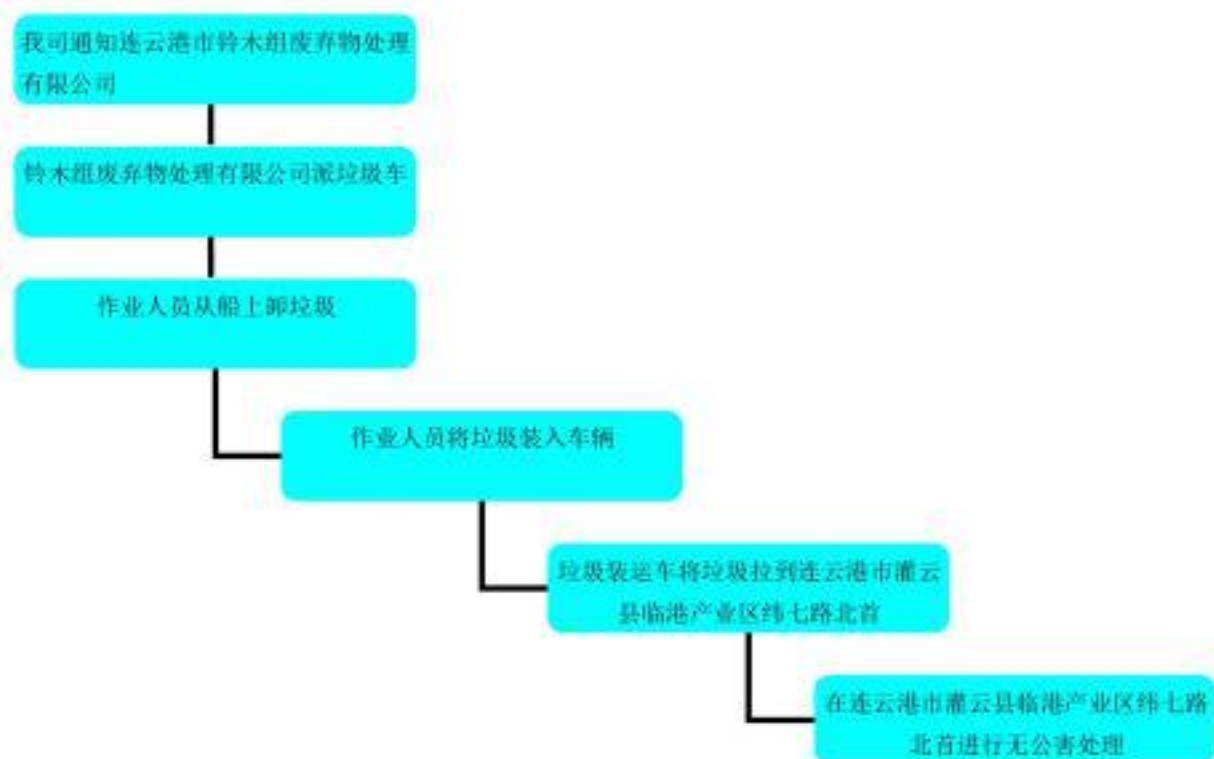 我司通知连云港市铃木组废弃物处理
有限公司
铃木组废弃物处理有限公司派垃圾车
作业人员从船上卸垃圾
作业人员将垃圾装入车辆
垃圾装运车将垃圾拉到连云港市灌云
县临港产业区纬七路北首
在连云港市灌云县临港产业区纬七路
北首进行无公害处理